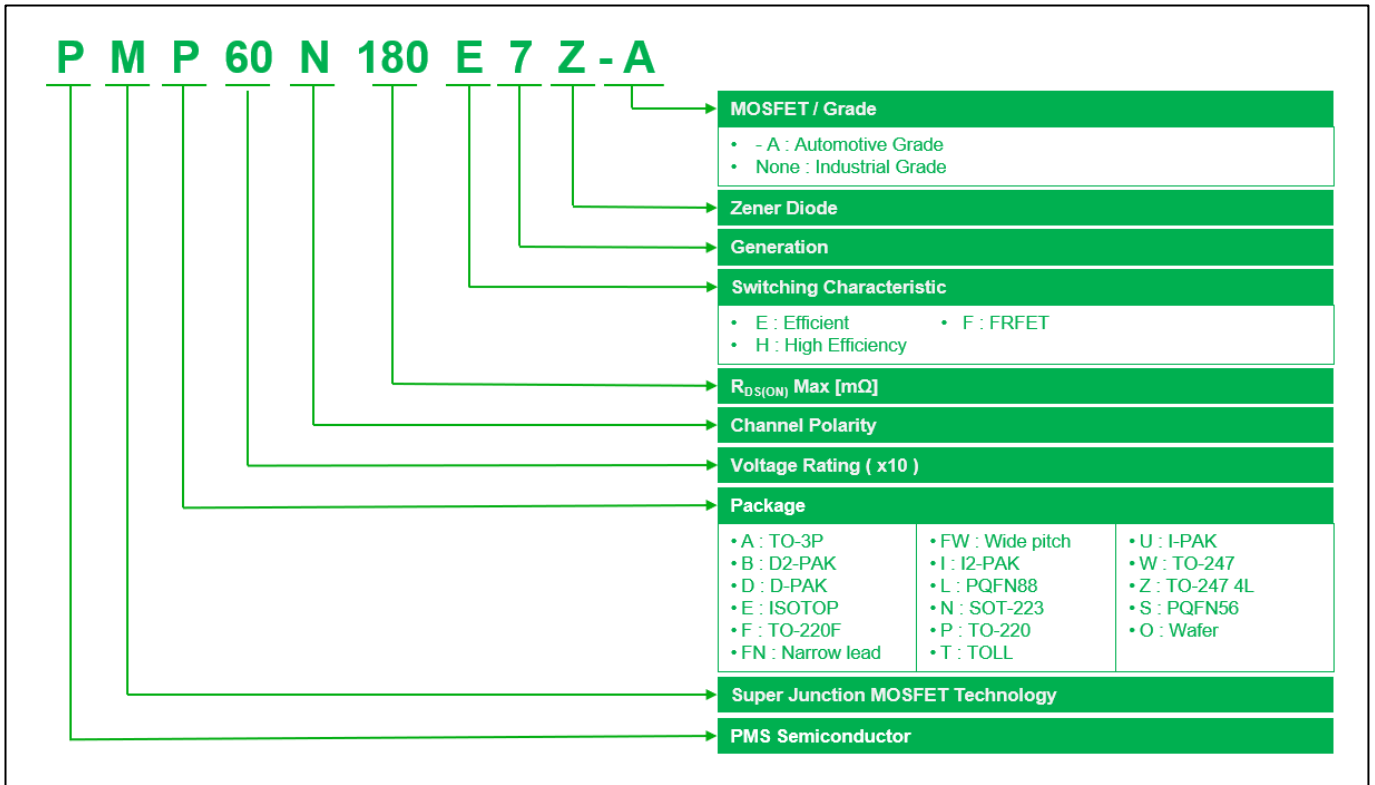 P M P 60 N 180 E 7 Z - A
MOSFET / Grade
• - A : Automotive Grade
• None : Industrial Grade
Zener Diode
Generation
Switching Characteristic
• E : Efficient
• F : FRFET
• H : High Efficiency
RDS(ON) Max [mΩ]
Channel Polarity
Voltage Rating ( x10 )
Package
• A : TO-3P
• B : D2-PAK
• D : D-PAK
• E : ISOTOP
• F : TO-220F
• FN : Narrow lead
• FW : Wide pitch
• I : I2-PAK
• L : PQFN88
• N : SOT-223
• P : TO-220
• T : TOLL
• U : I-PAK
• W : TO-247
• Z : TO-247 4L
• S : PQFN56
• O : Wafer
Super Junction MOSFET Technology
PMS Semiconductor